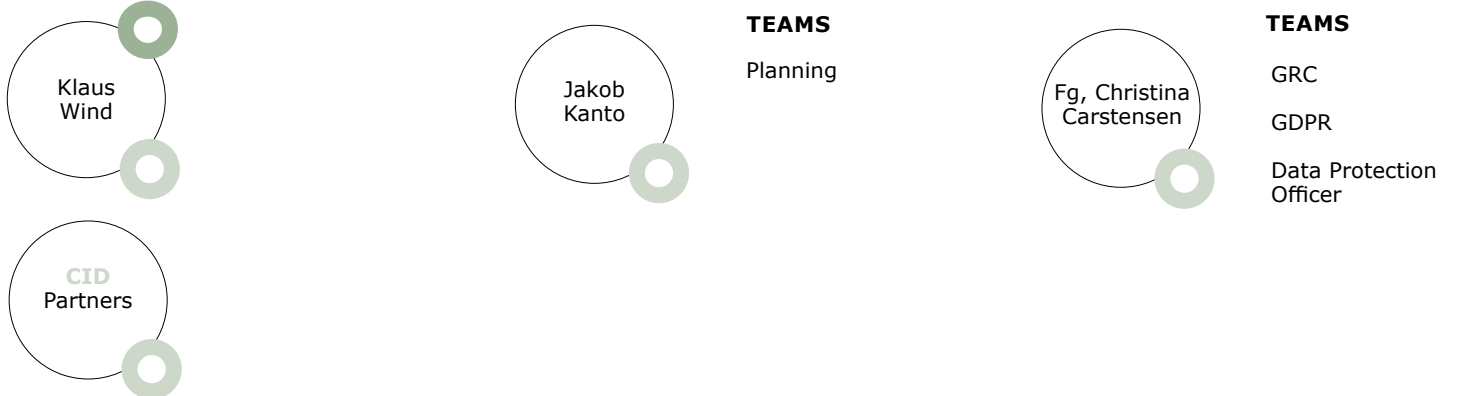 Klaus
Wind
CID
Partners
Jakob
Kanto
TEAMS
Planning
Fg, Christina
Carstensen
TEAMS
GRC
GDPR
Data Protection
Officer